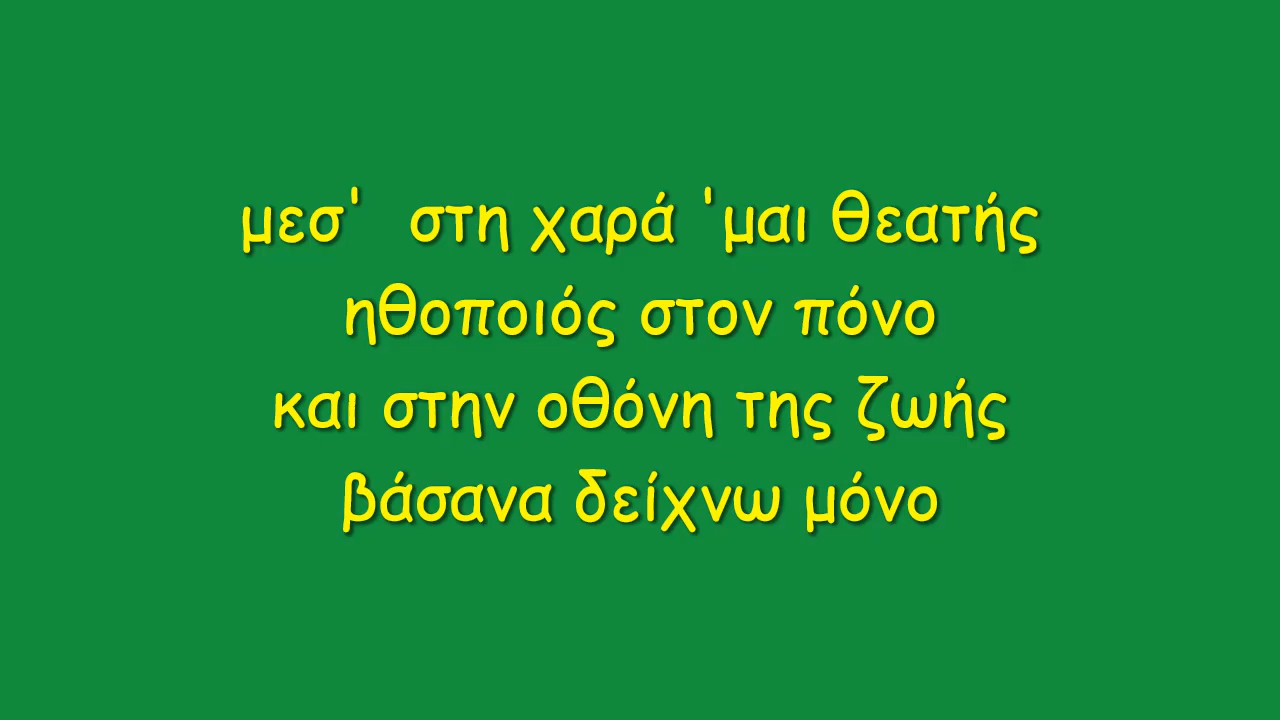 μεσ'  στη χαρά 'μαι θεατής
ηθοποιός στον πόνο
και στην οθόνη της ζωής
βάσανα δείχνω μόνο